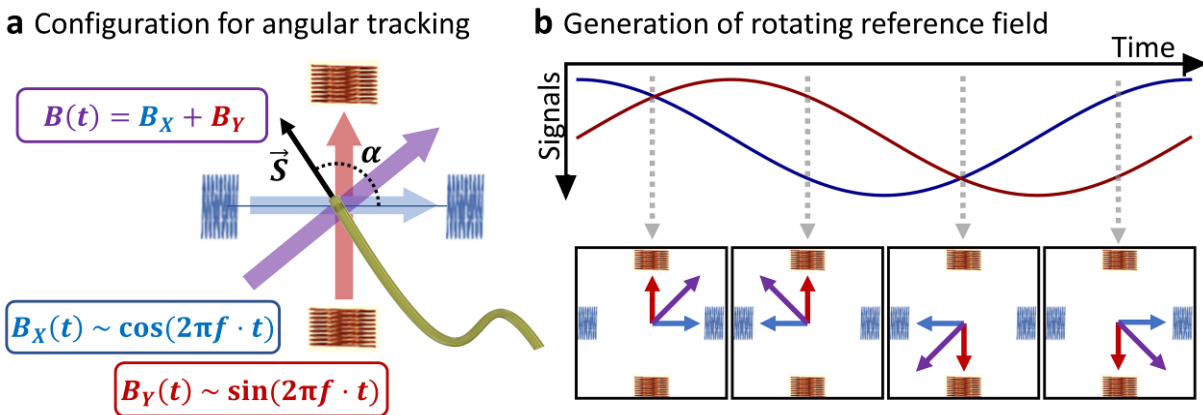 a Configuration for angular tracking
B(t) = B_X + B_Y
S⃗
α
B_X(t) ~ cos(2πf · t)
B_Y(t) ~ sin(2πf · t)
b Generation of rotating reference field
Time
Signals